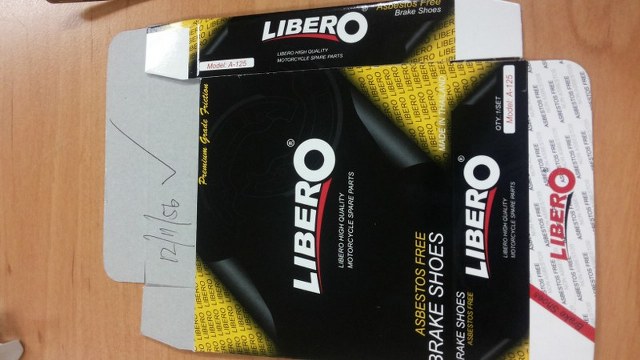 12/11/56
Premium Grade Friction
LIBERO®
LIBERO HIGH QUALITY
MOTORCYCLE SPARE PARTS
ASBESTOS FREE
BRAKE SHOES
MADE IN THAILAND
BRAKE SHOES
ASBESTOS FREE
LIBERO®
LIBERO HIGH QUALITY
MOTORCYCLE SPARE PARTS
QTY.1/SET
Model: A-125
Model: A-125
LIBERO
LIBERO HIGH QUALITY
MOTORCYCLE SPARE PARTS
Asbestos Free
Brake Shoes
Brake Shoes
LIBERO
ASBESTOS FREE